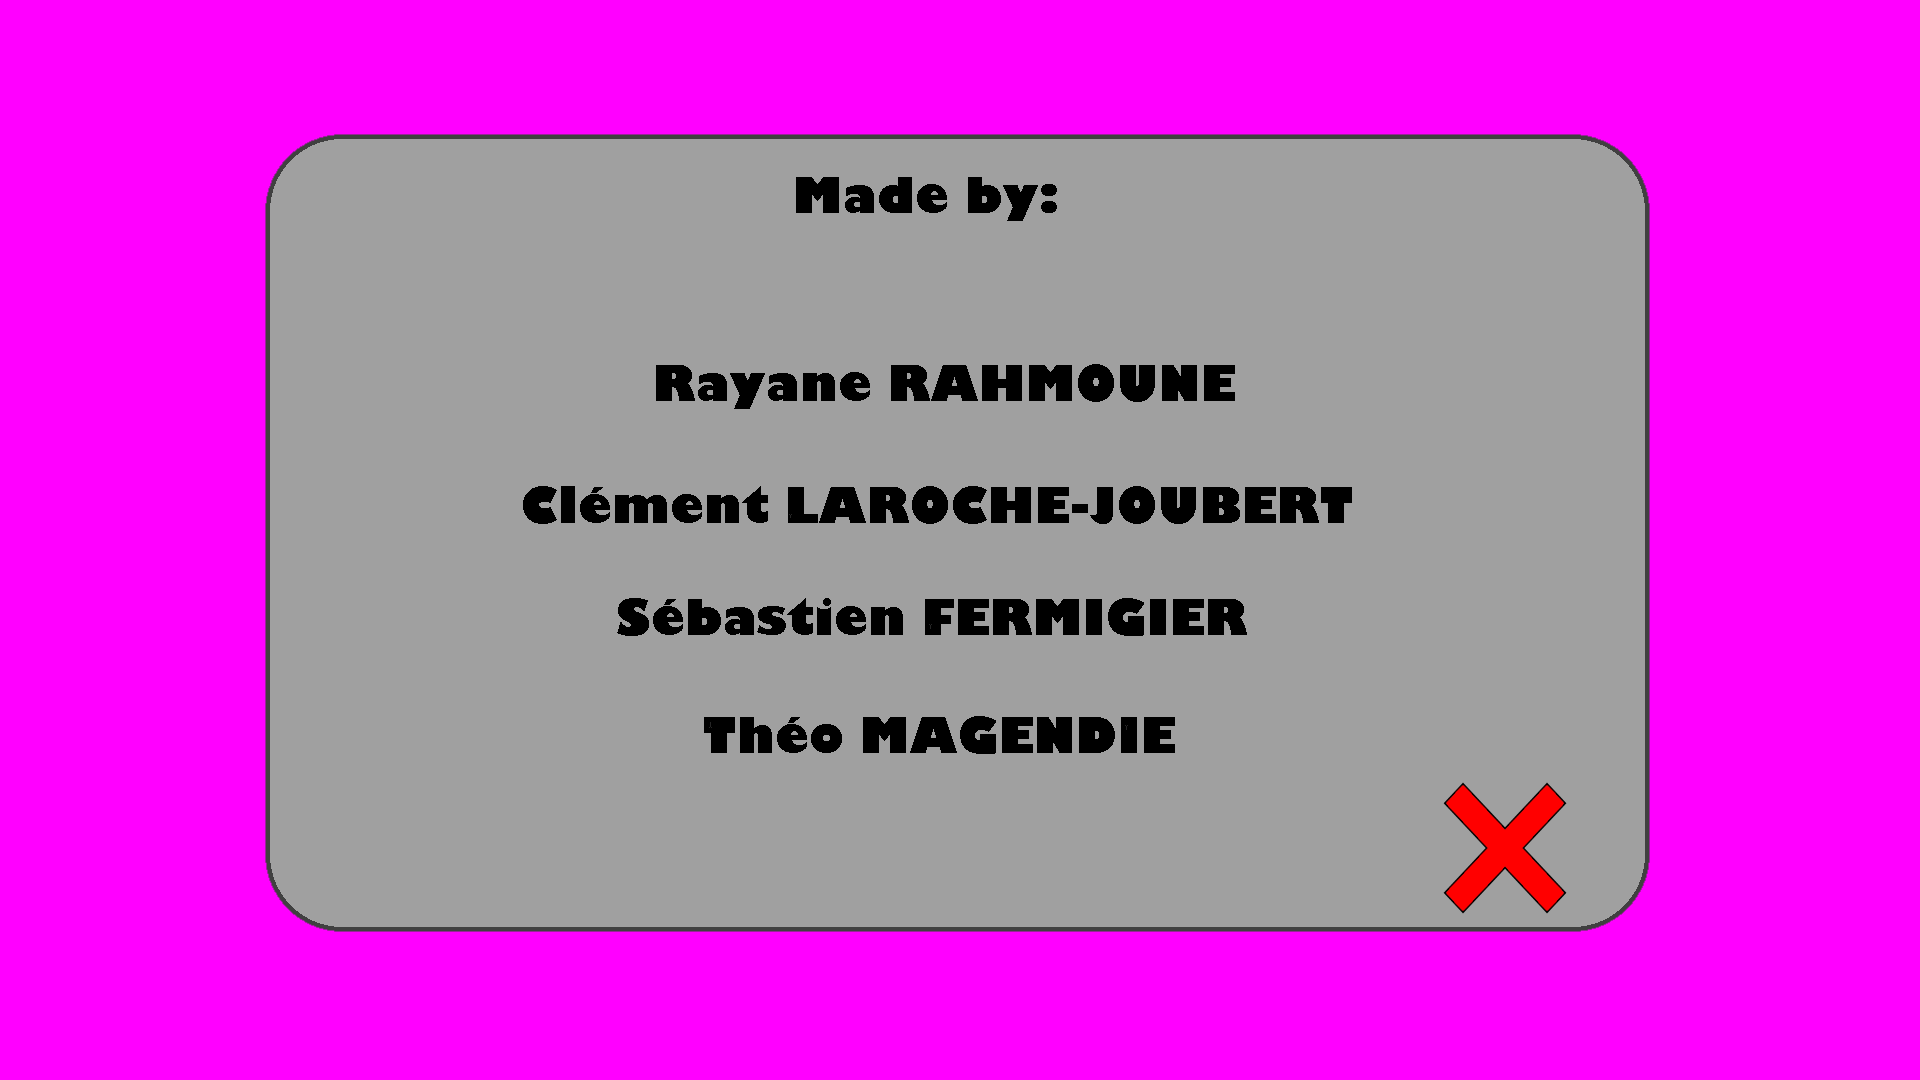 Made by:
Rayane RAHMOUNE
Clément LAROCHE-JOUBERT
Sébastien FERMIGIER
Théo MAGENDIE